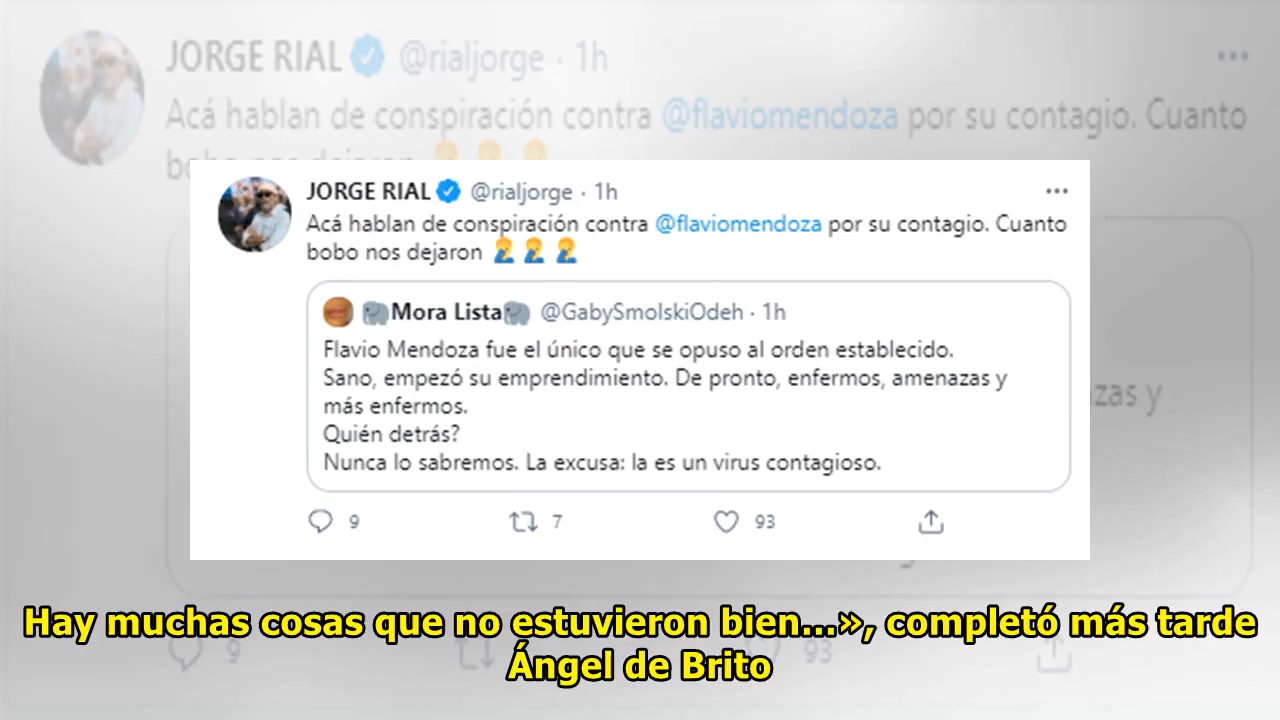 JORGE RIAL @rialjorge · 1h
Acá hablan de conspiración contra @flaviomendoza por su contagio. Cuanto
bobo nos dejaron
JORGE RIAL @rialjorge · 1h
Acá hablan de conspiración contra @flaviomendoza por su contagio. Cuanto
bobo nos dejaron 🤦‍♂️🤦‍♂️🤦‍♂️
🐘Mora Lista🐘 @GabySmolskiOdeh · 1h
Flavio Mendoza fue el único que se opuso al orden establecido.
Sano, empezó su emprendimiento. De pronto, enfermos, amenazas y
más enfermos.
Quién detrás?
Nunca lo sabremos. La excusa: la es un virus contagioso.
9 7 93
zas y
Hay muchas cosas que no estuvieron bien...», completó más tarde
Ángel de Brito
9 93